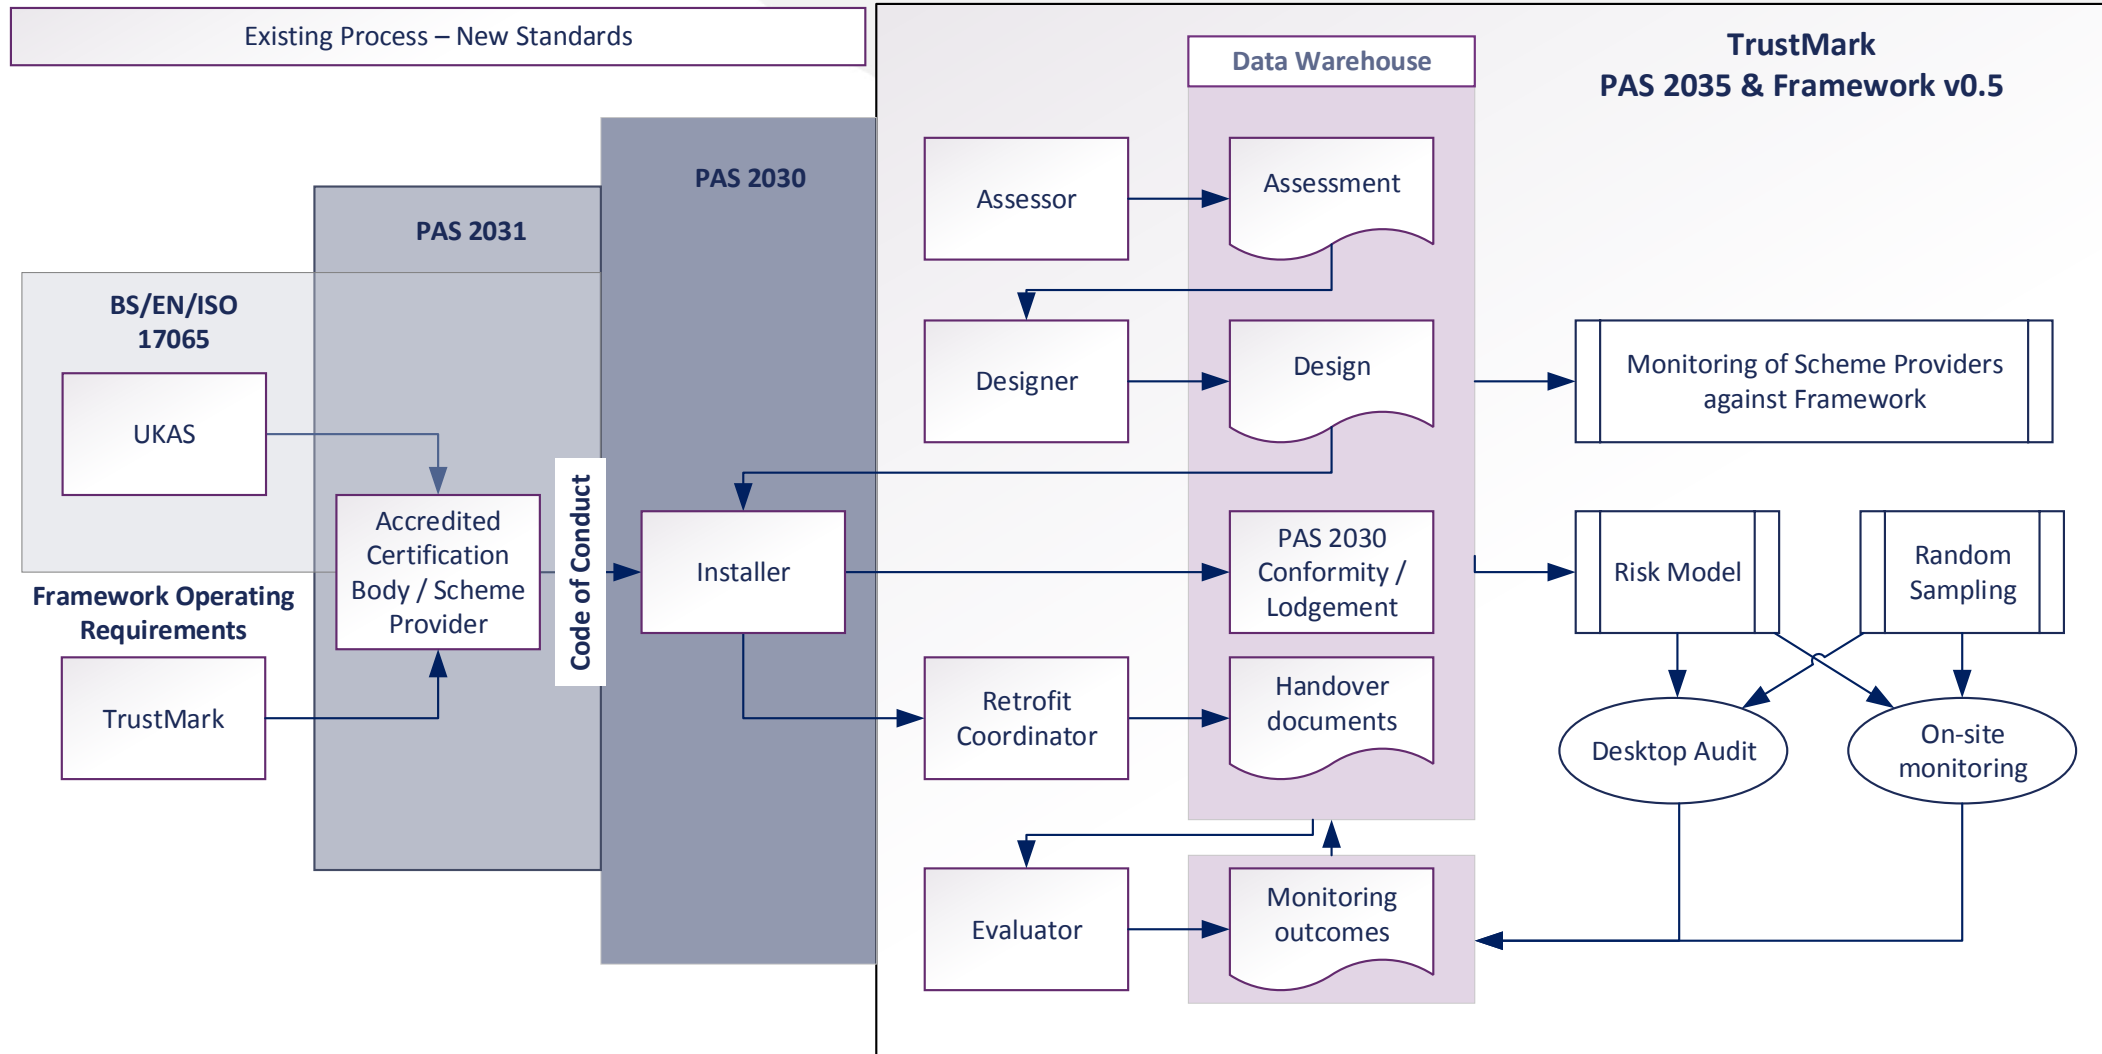 Existing Process – New Standards
TrustMark
PAS 2035 & Framework v0.5
Data Warehouse
PAS 2030
PAS 2031
BS/EN/ISO
17065
UKAS
Accredited
Certification
Body / Scheme
Provider
Framework Operating
Requirements
TrustMark
Code of Conduct
Installer
Assessor
Assessment
Designer
Design
PAS 2030
Conformity /
Lodgement
Retrofit
Coordinator
Handover
documents
Evaluator
Monitoring
outcomes
Monitoring of Scheme Providers
against Framework
Risk Model
Random
Sampling
Desktop Audit
On-site
monitoring